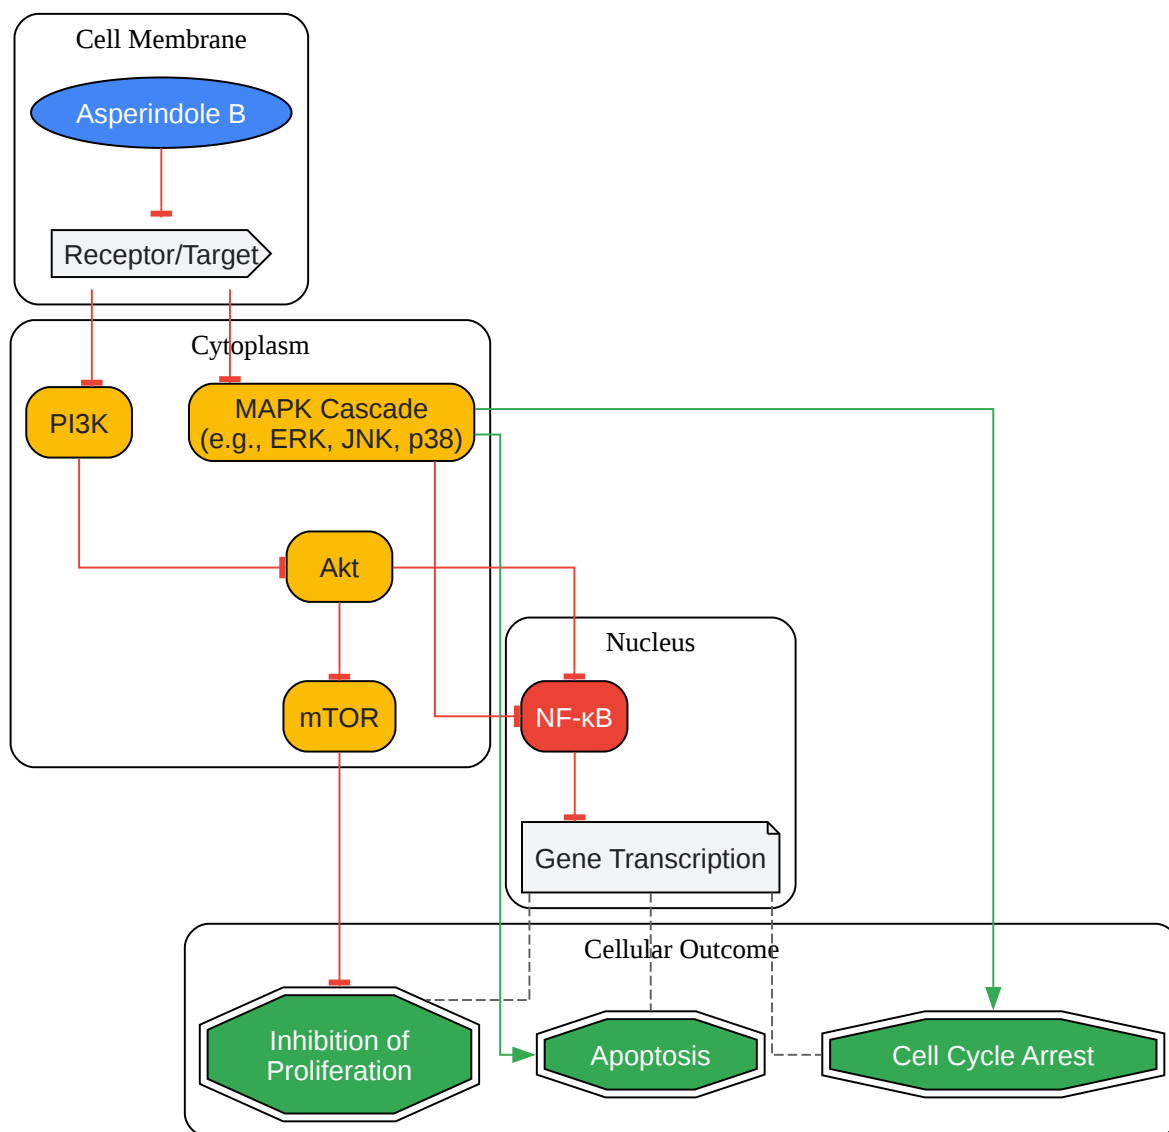 Cell Membrane
Asperindole B
Receptor/Target
Cytoplasm
PI3K
MAPK Cascade
(e.g., ERK, JNK, p38)
Akt
mTOR
Nucleus
NF-κB
Gene Transcription
Cellular Outcome
Inhibition of
Proliferation
Apoptosis
Cell Cycle Arrest